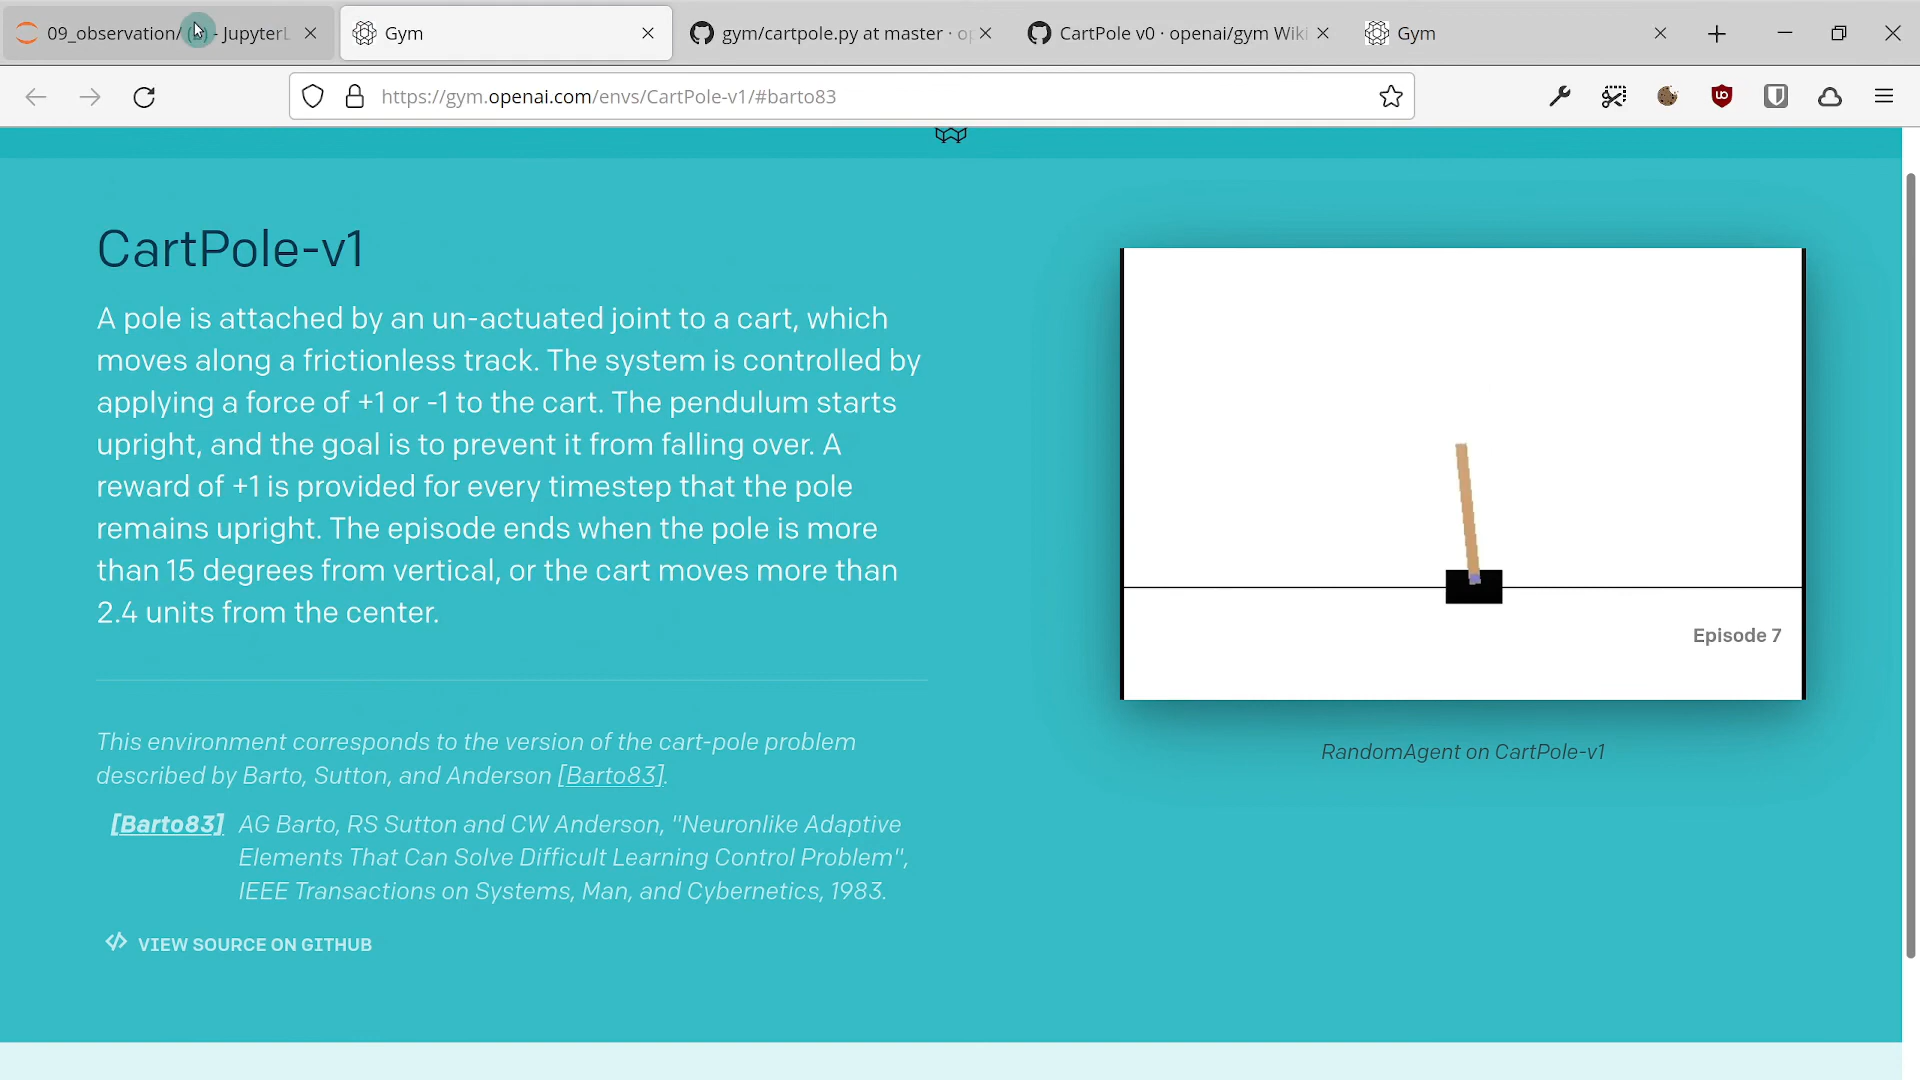 09_observation/ - JupyterL
Gym
gym/cartpole.py at master · o
CartPole v0 · openai/gym Wiki
Gym
https://gym.openai.com/envs/CartPole-v1/#barto83
CartPole-v1
A pole is attached by an un-actuated joint to a cart, which
moves along a frictionless track. The system is controlled by
applying a force of +1 or -1 to the cart. The pendulum starts
upright, and the goal is to prevent it from falling over. A
reward of +1 is provided for every timestep that the pole
remains upright. The episode ends when the pole is more
than 15 degrees from vertical, or the cart moves more than
2.4 units from the center.
Episode 7
RandomAgent on CartPole-v1
This environment corresponds to the version of the cart-pole problem
described by Barto, Sutton, and Anderson [Barto83].
[Barto83] AG Barto, RS Sutton and CW Anderson, "Neuronlike Adaptive
Elements That Can Solve Difficult Learning Control Problem",
IEEE Transactions on Systems, Man, and Cybernetics, 1983.
VIEW SOURCE ON GITHUB